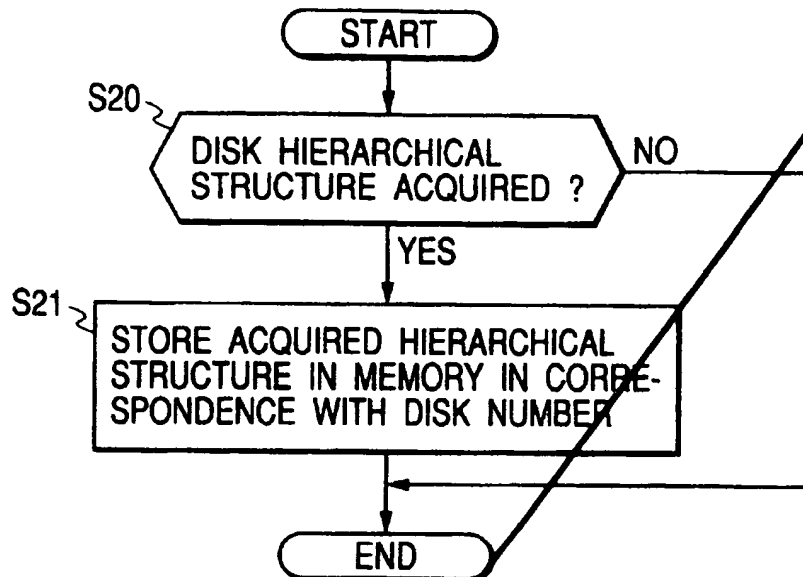 START
S20
DISK HIERARCHICAL
STRUCTURE ACQUIRED ?
NO
YES
S21
STORE ACQUIRED HIERARCHICAL
STRUCTURE IN MEMORY IN CORRE-
SPONDENCE WITH DISK NUMBER
END